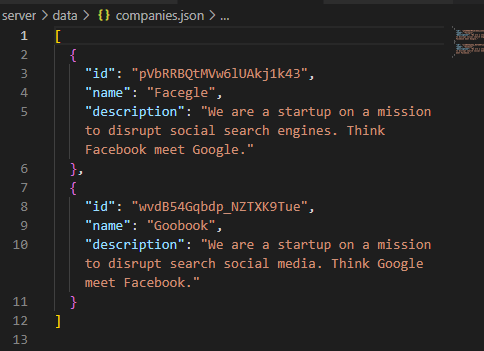 server > data > {} companies.json > ...
1 [
2 {
3 "id": "pVbRRBQtMVw6lUAkj1k43",
4 "name": "Facegle",
5 "description": "We are a startup on a mission
to disrupt social search engines. Think
Facebook meet Google."
6 },
7 {
8 "id": "wvdB54Gqbdp_NZTXK9Tue",
9 "name": "Goobook",
10 "description": "We are a startup on a mission
to disrupt search social media. Think Google
meet Facebook."
11 }
12 ]
13